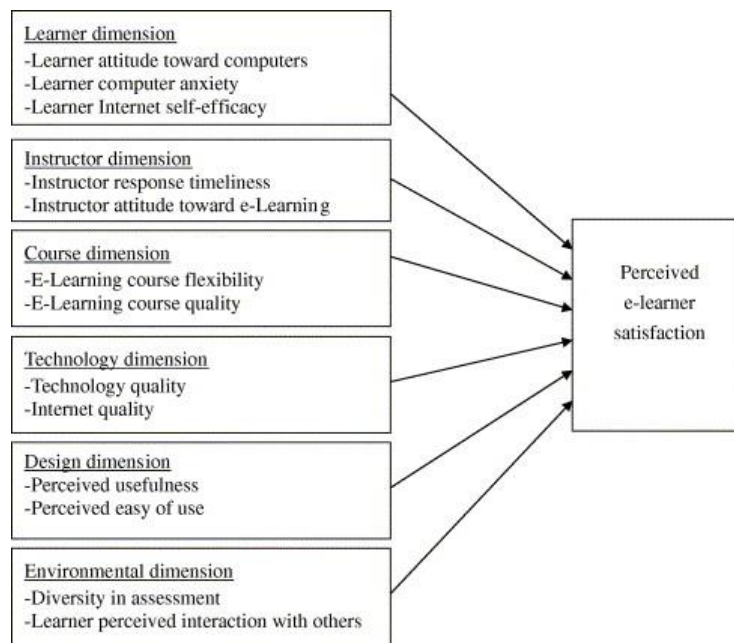 Learner dimension
-Learner attitude toward computers
-Learner computer anxiety
-Learner Internet self-efficacy
Instructor dimension
-Instructor response timeliness
-Instructor attitude toward e-Learning
Course dimension
-E-Learning course flexibility
-E-Learning course quality
Technology dimension
-Technology quality
-Internet quality
Design dimension
-Perceived usefulness
-Perceived easy of use
Environmental dimension
-Diversity in assessment
-Learner perceived interaction with others
Perceived
e-learner
satisfaction